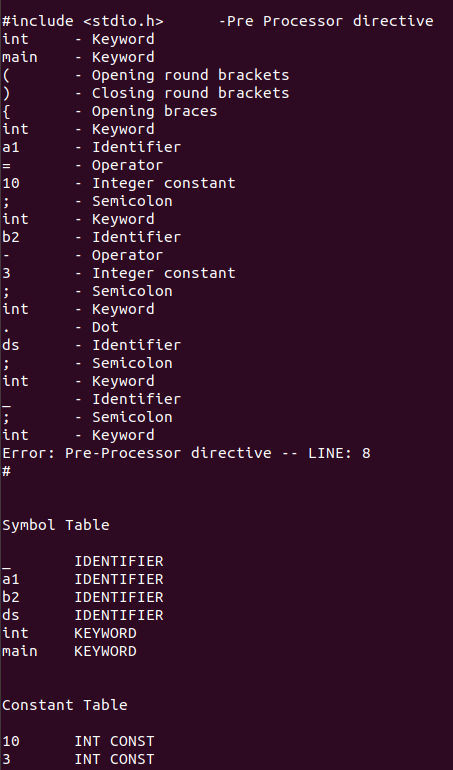 #include <stdio.h>      -Pre Processor directive
int     - Keyword
main    - Keyword
(       - Opening round brackets
)       - Closing round brackets
{       - Opening braces
int     - Keyword
a1      - Identifier
=       - Operator
10      - Integer constant
;       - Semicolon
int     - Keyword
b2      - Identifier
-       - Operator
3       - Integer constant
;       - Semicolon
int     - Keyword
.       - Dot
ds      - Identifier
;       - Semicolon
int     - Keyword
_       - Identifier
;       - Semicolon
int     - Keyword
Error: Pre-Processor directive -- LINE: 8
#
Symbol Table
_       IDENTIFIER
a1      IDENTIFIER
b2      IDENTIFIER
ds      IDENTIFIER
int     KEYWORD
main    KEYWORD
Constant Table
10      INT CONST
3       INT CONST